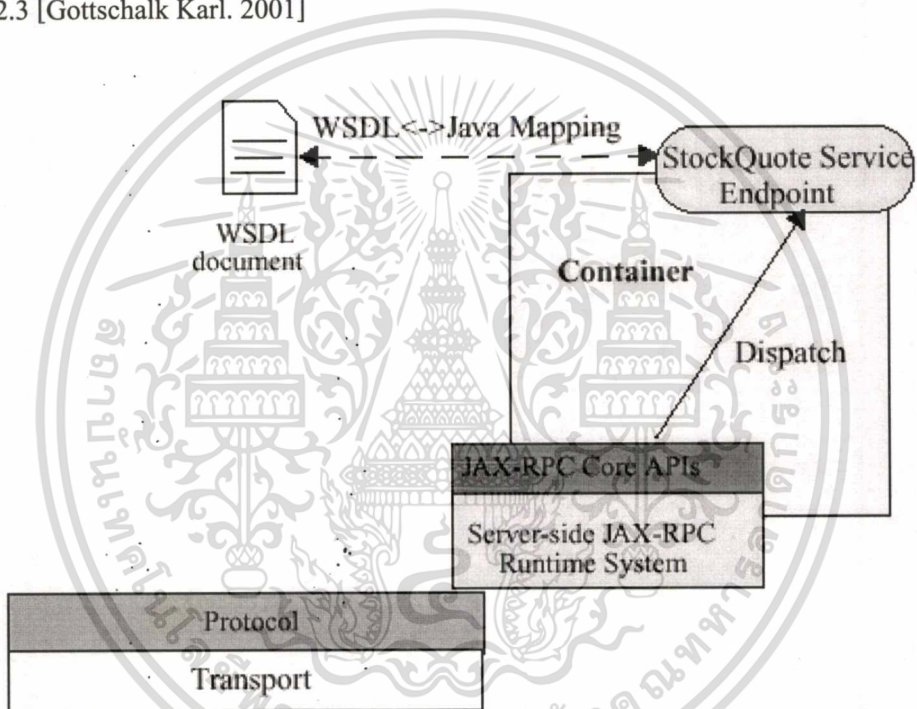 2.3 [Gottschalk Karl. 2001]
WSDL<->Java Mapping
StockQuote Service
Endpoint
WSDL
document
Container
Dispatch
JAX-RPC Core APIs
Server-side JAX-RPC
Runtime System
Protocol
Transport